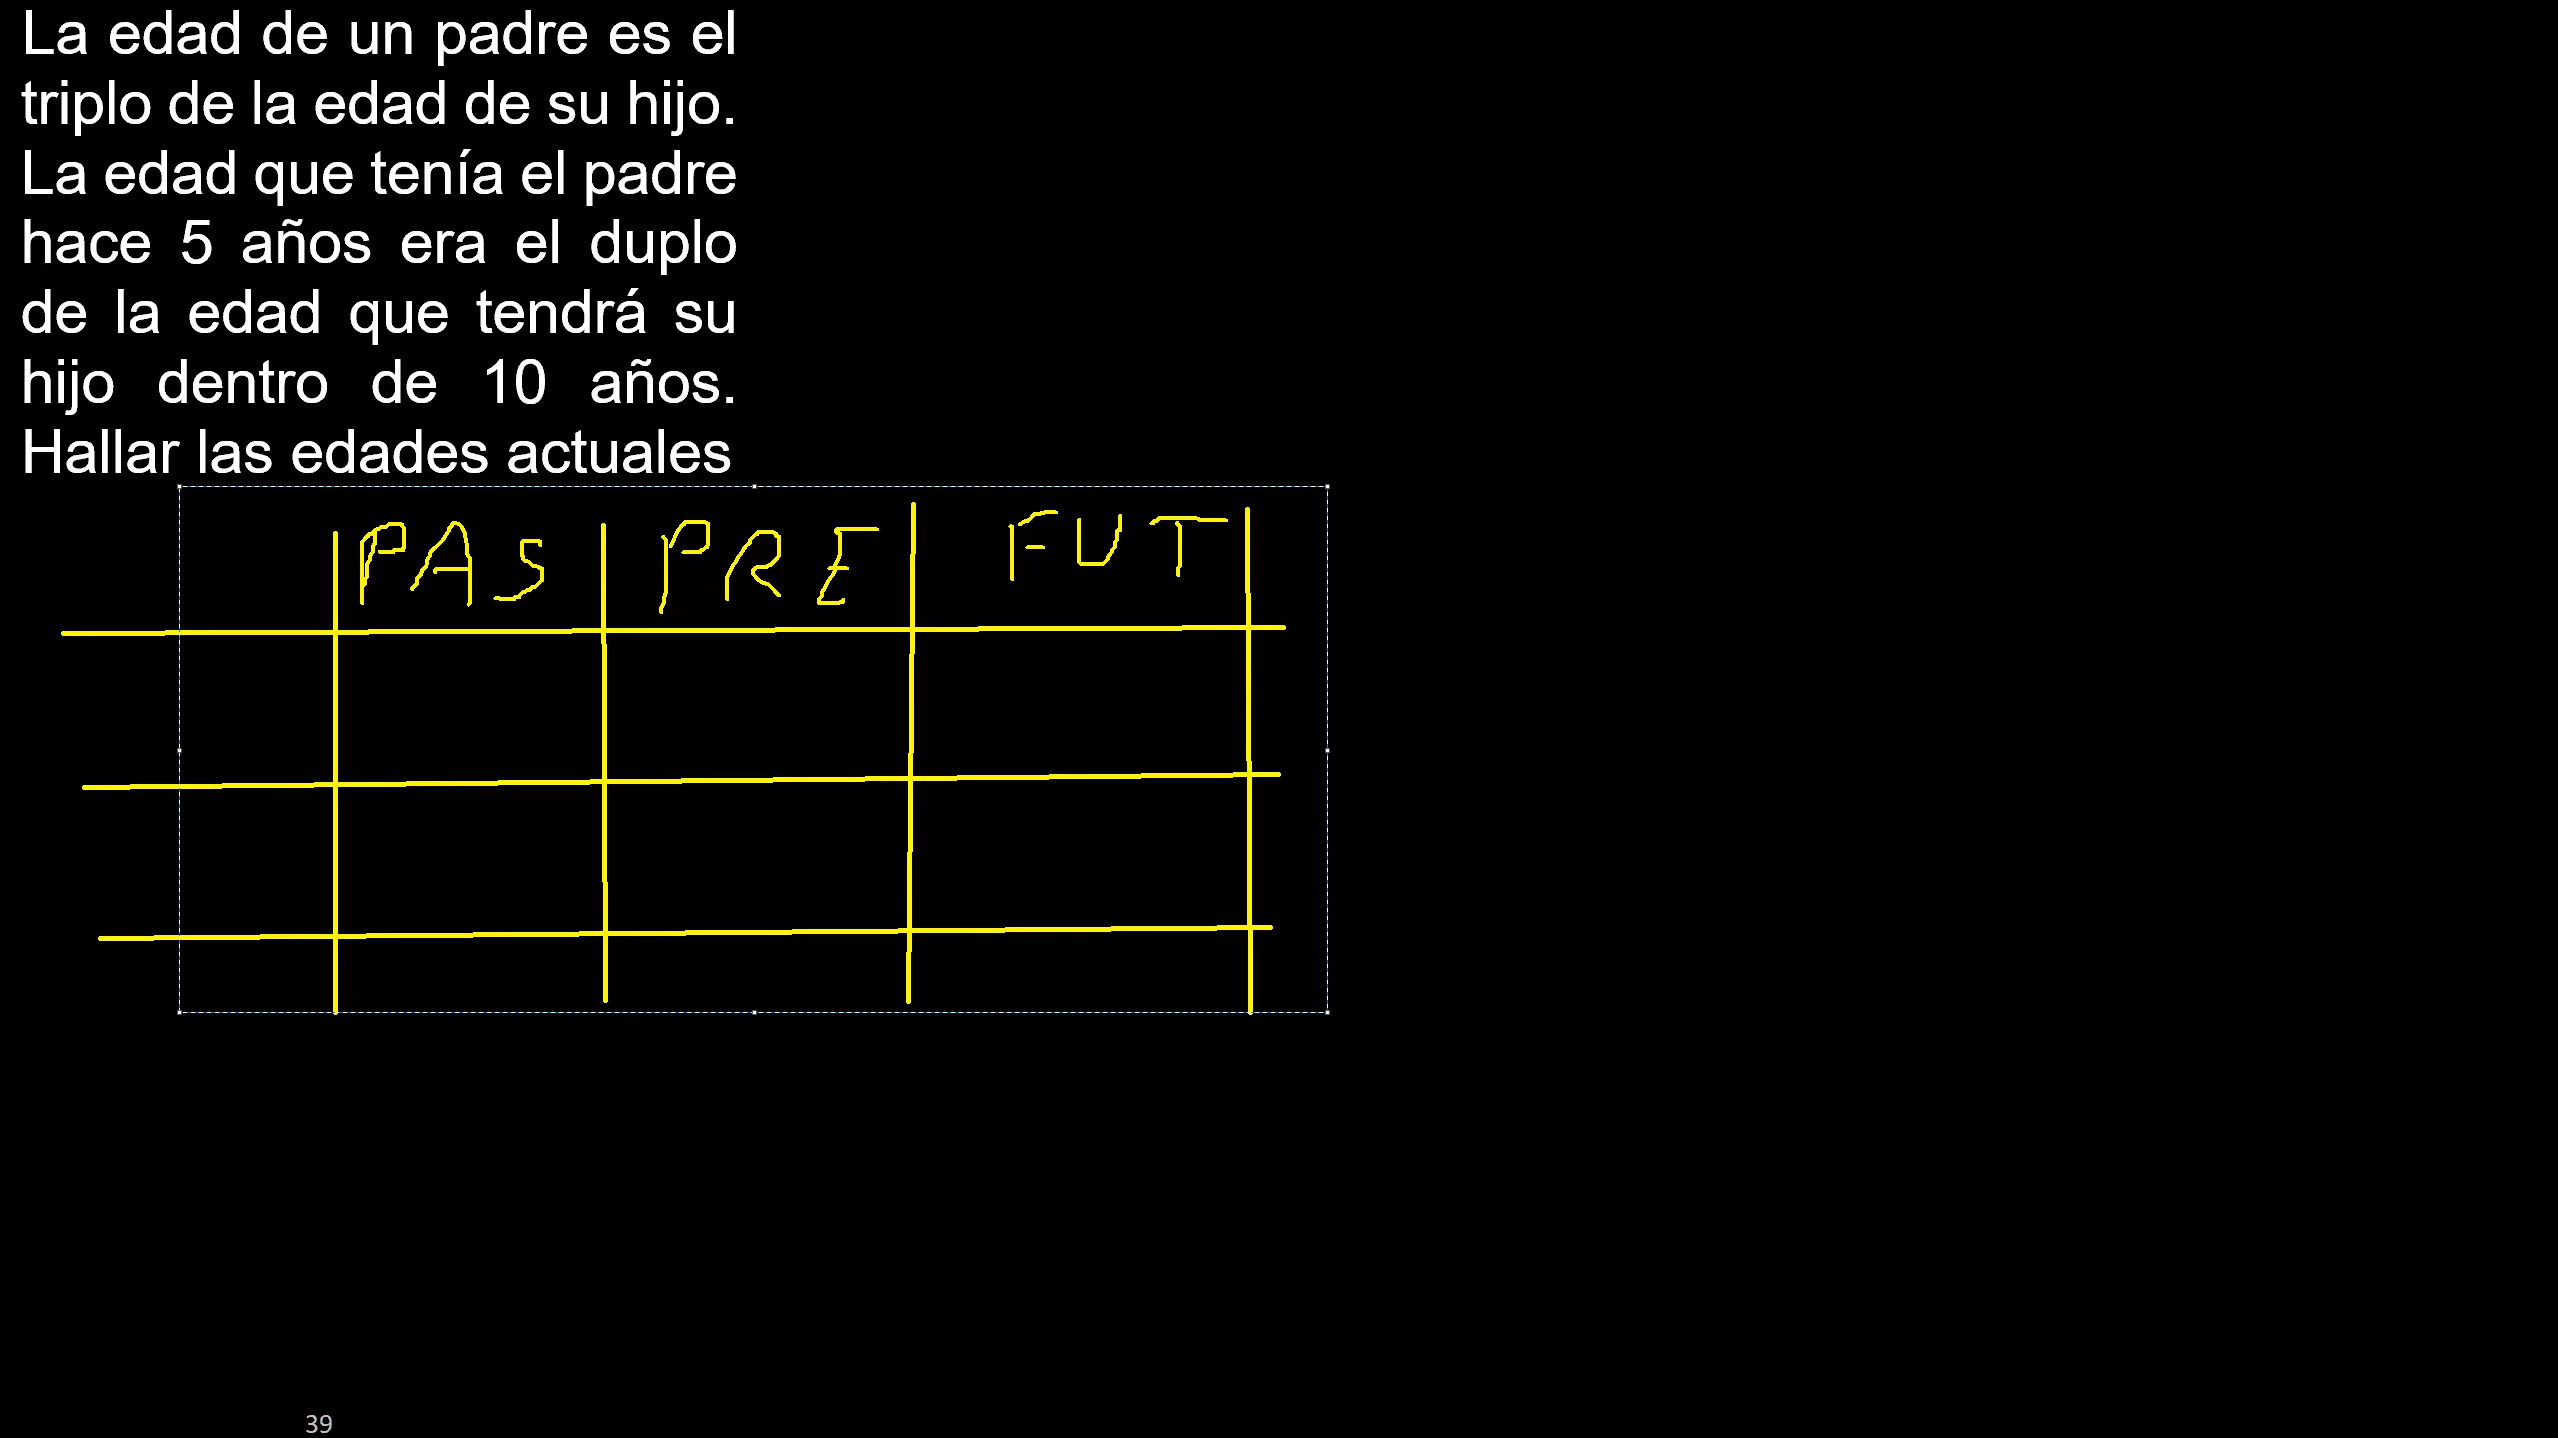 La edad de un padre es el
triplo de la edad de su hijo.
La edad que tenía el padre
hace 5 años era el duplo
de la edad que tendrá su
hijo dentro de 10 años.
Hallar las edades actuales
PAS PRE FUT
39